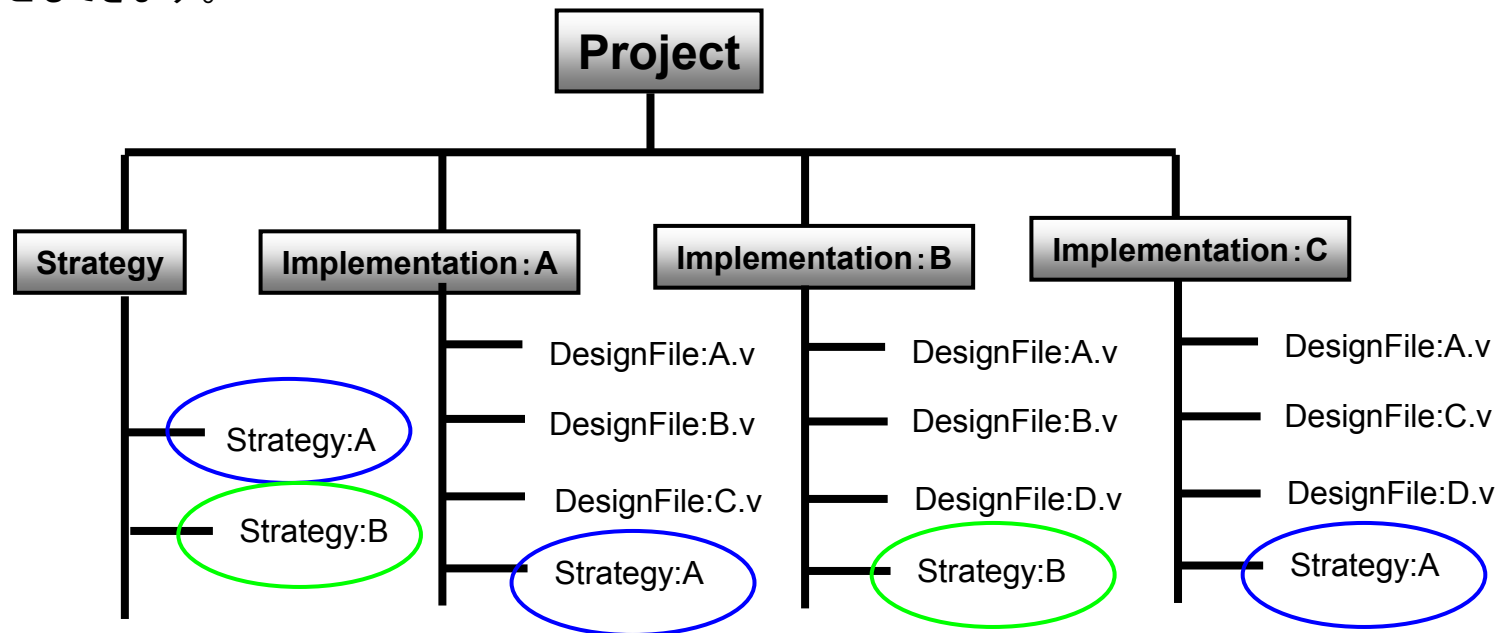 Project
Strategy
Strategy:A
Strategy:B
Implementation:A
DesignFile:A.v
DesignFile:B.v
DesignFile:C.v
Strategy:A
Implementation:B
DesignFile:A.v
DesignFile:B.v
DesignFile:D.v
Strategy:B
Implementation:C
DesignFile:A.v
DesignFile:C.v
DesignFile:D.v
Strategy:A